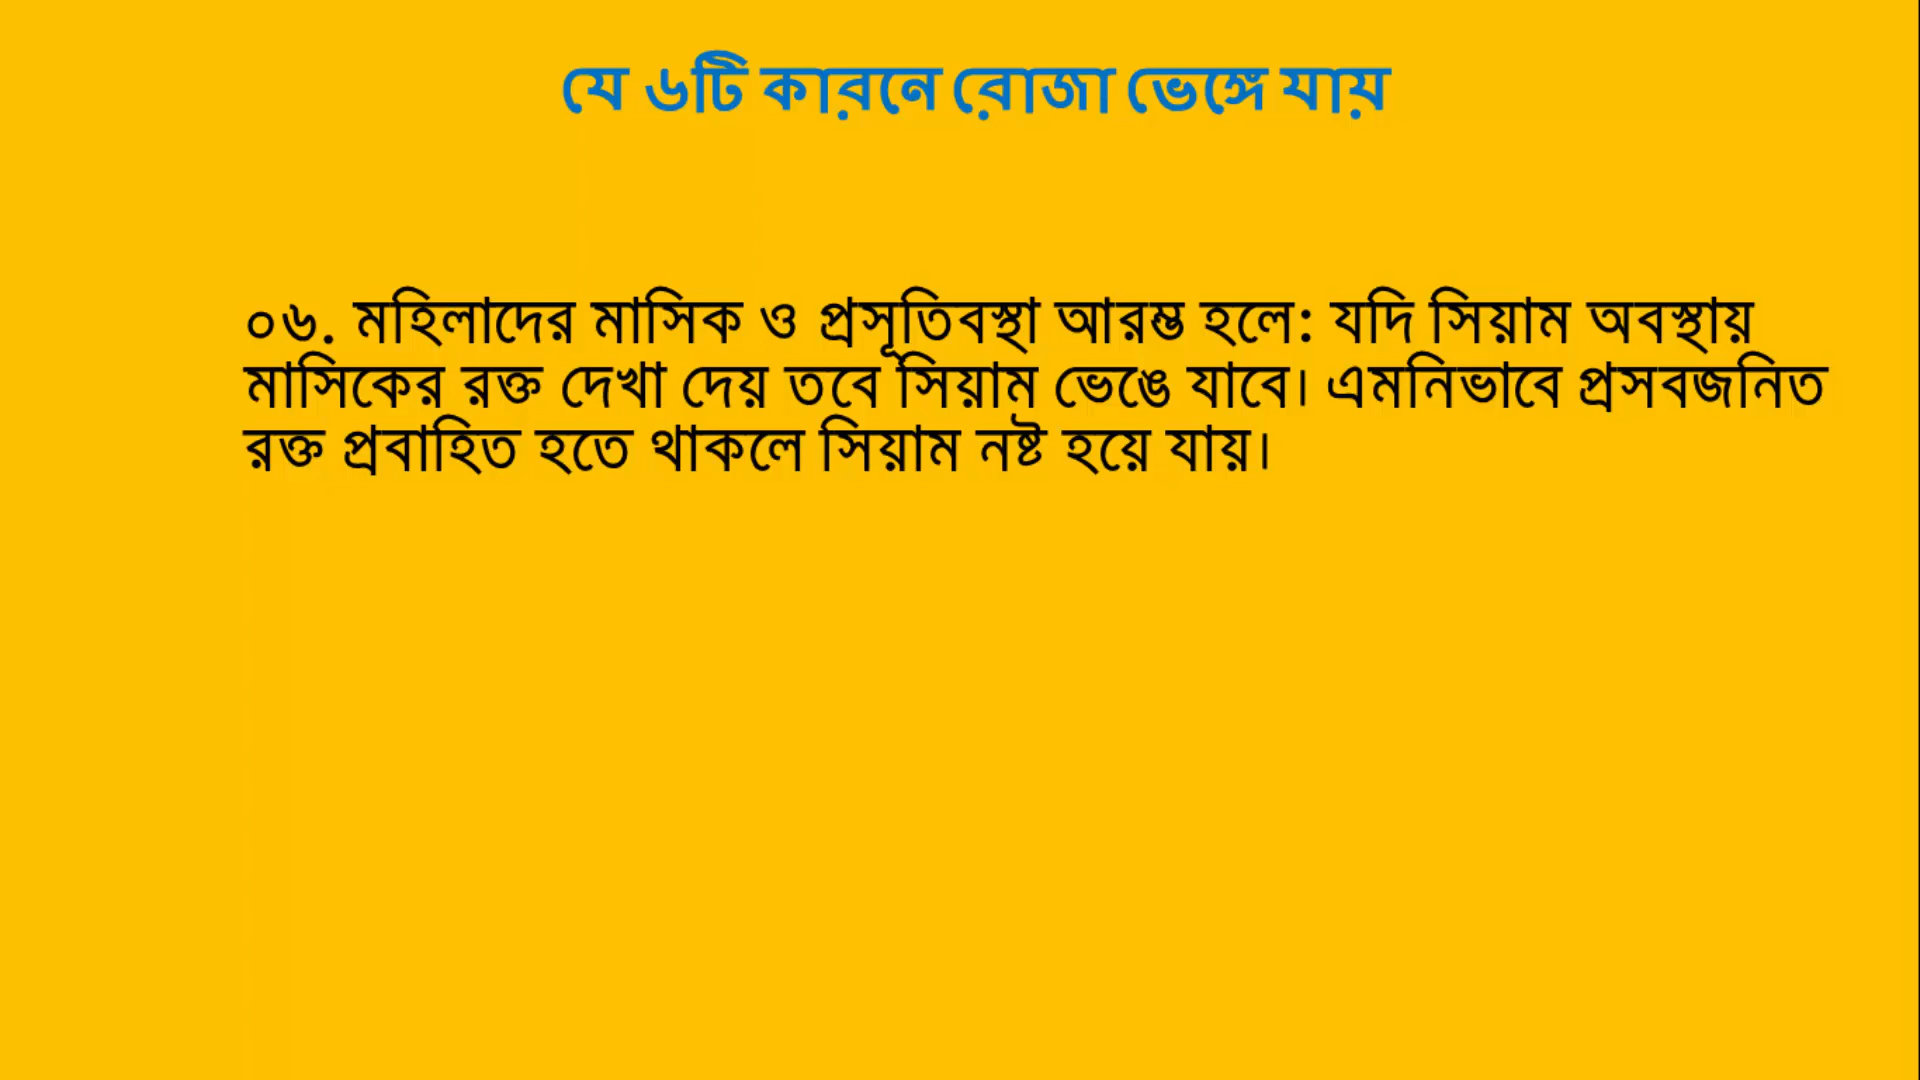 যে ৬টি কারনে রোজা ভেঙ্গে যায়
০৬. মহিলাদের মাসিক ও প্রসূতিবস্থা আরম্ভ হলে: যদি সিয়াম অবস্থায়
মাসিকের রক্ত দেখা দেয় তবে সিয়াম ভেঙে যাবে। এমনিভাবে প্রসবজনিত
রক্ত প্রবাহিত হতে থাকলে সিয়াম নষ্ট হয়ে যায়।